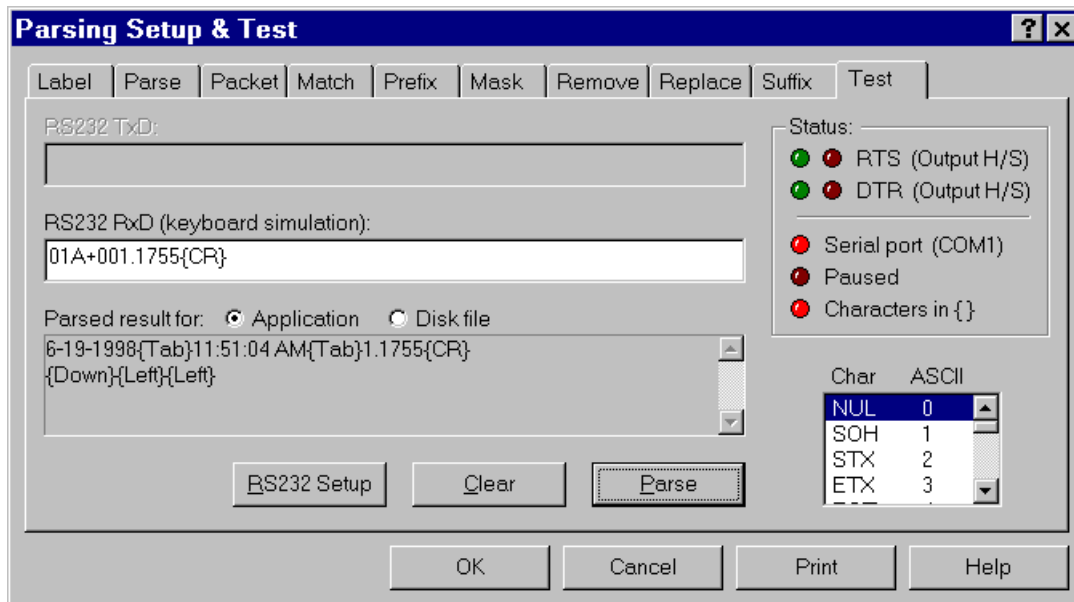 Parsing Setup & Test
? ×
Label Parse Packet Match Prefix Mask Remove Replace Suffix Test
RS232 TxD:
RS232 RxD (keyboard simulation):
01A+001.1755{CR}
Parsed result for: Application Disk file
6-19-1998{Tab}11:51:04 AM{Tab}1.1755{CR}
{Down}{Left}{Left}
RS232 Setup Clear Parse
Status:
RTS (Output H/S)
DTR (Output H/S)
Serial port (COM1)
Paused
Characters in { }
Char ASCII
NUL 0
SOH 1
STX 2
ETX 3
OK Cancel Print Help